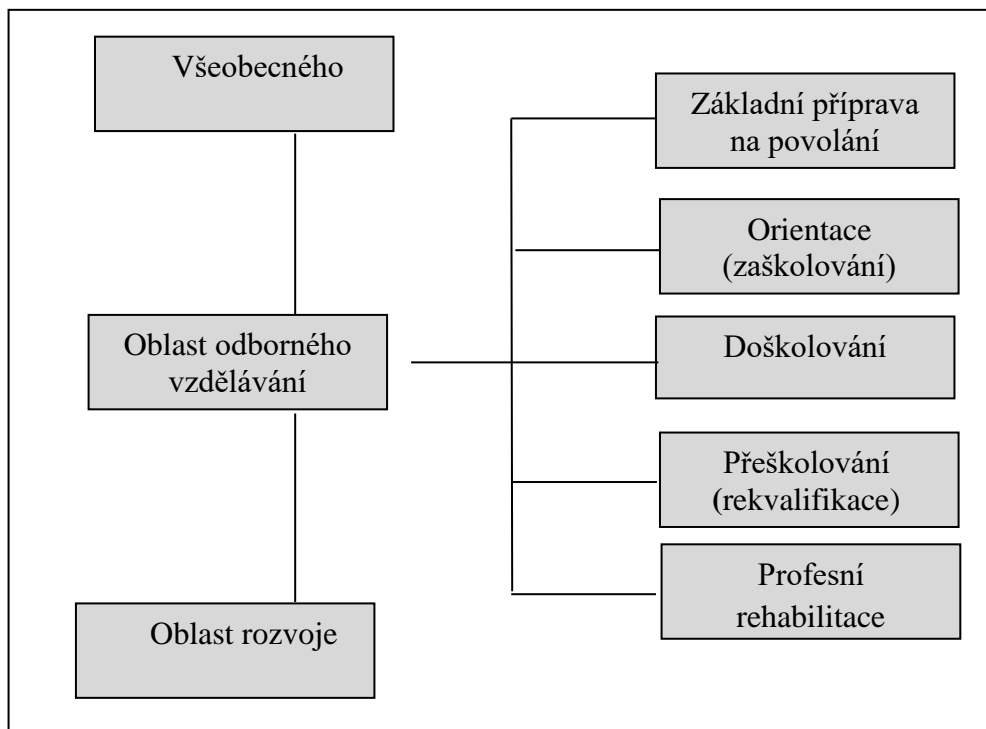 Všeobecného
Oblast odborného
vzdělávání
Oblast rozvoje
Základní příprava
na povolání
Orientace
(zaškolování)
Doškolování
Přeškolování
(rekvalifikace)
Profesní
rehabilitace